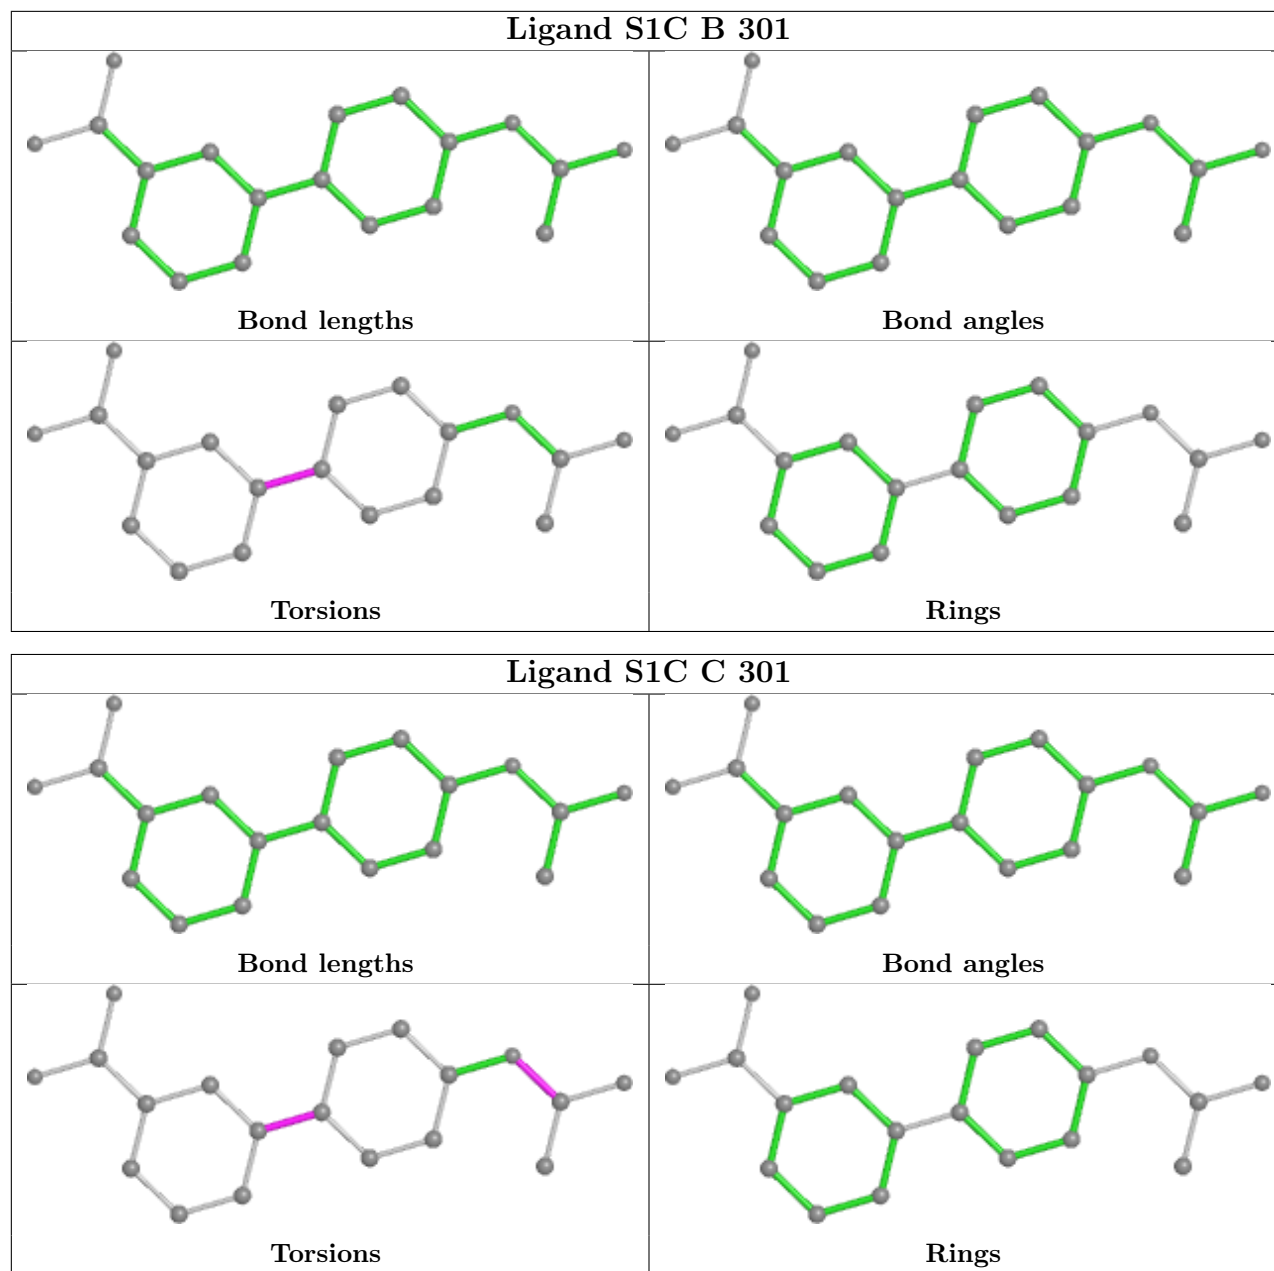 Ligand S1C B 301
Bond lengths
Bond angles
Torsions
Rings
Ligand S1C C 301
Bond lengths
Bond angles
Torsions
Rings